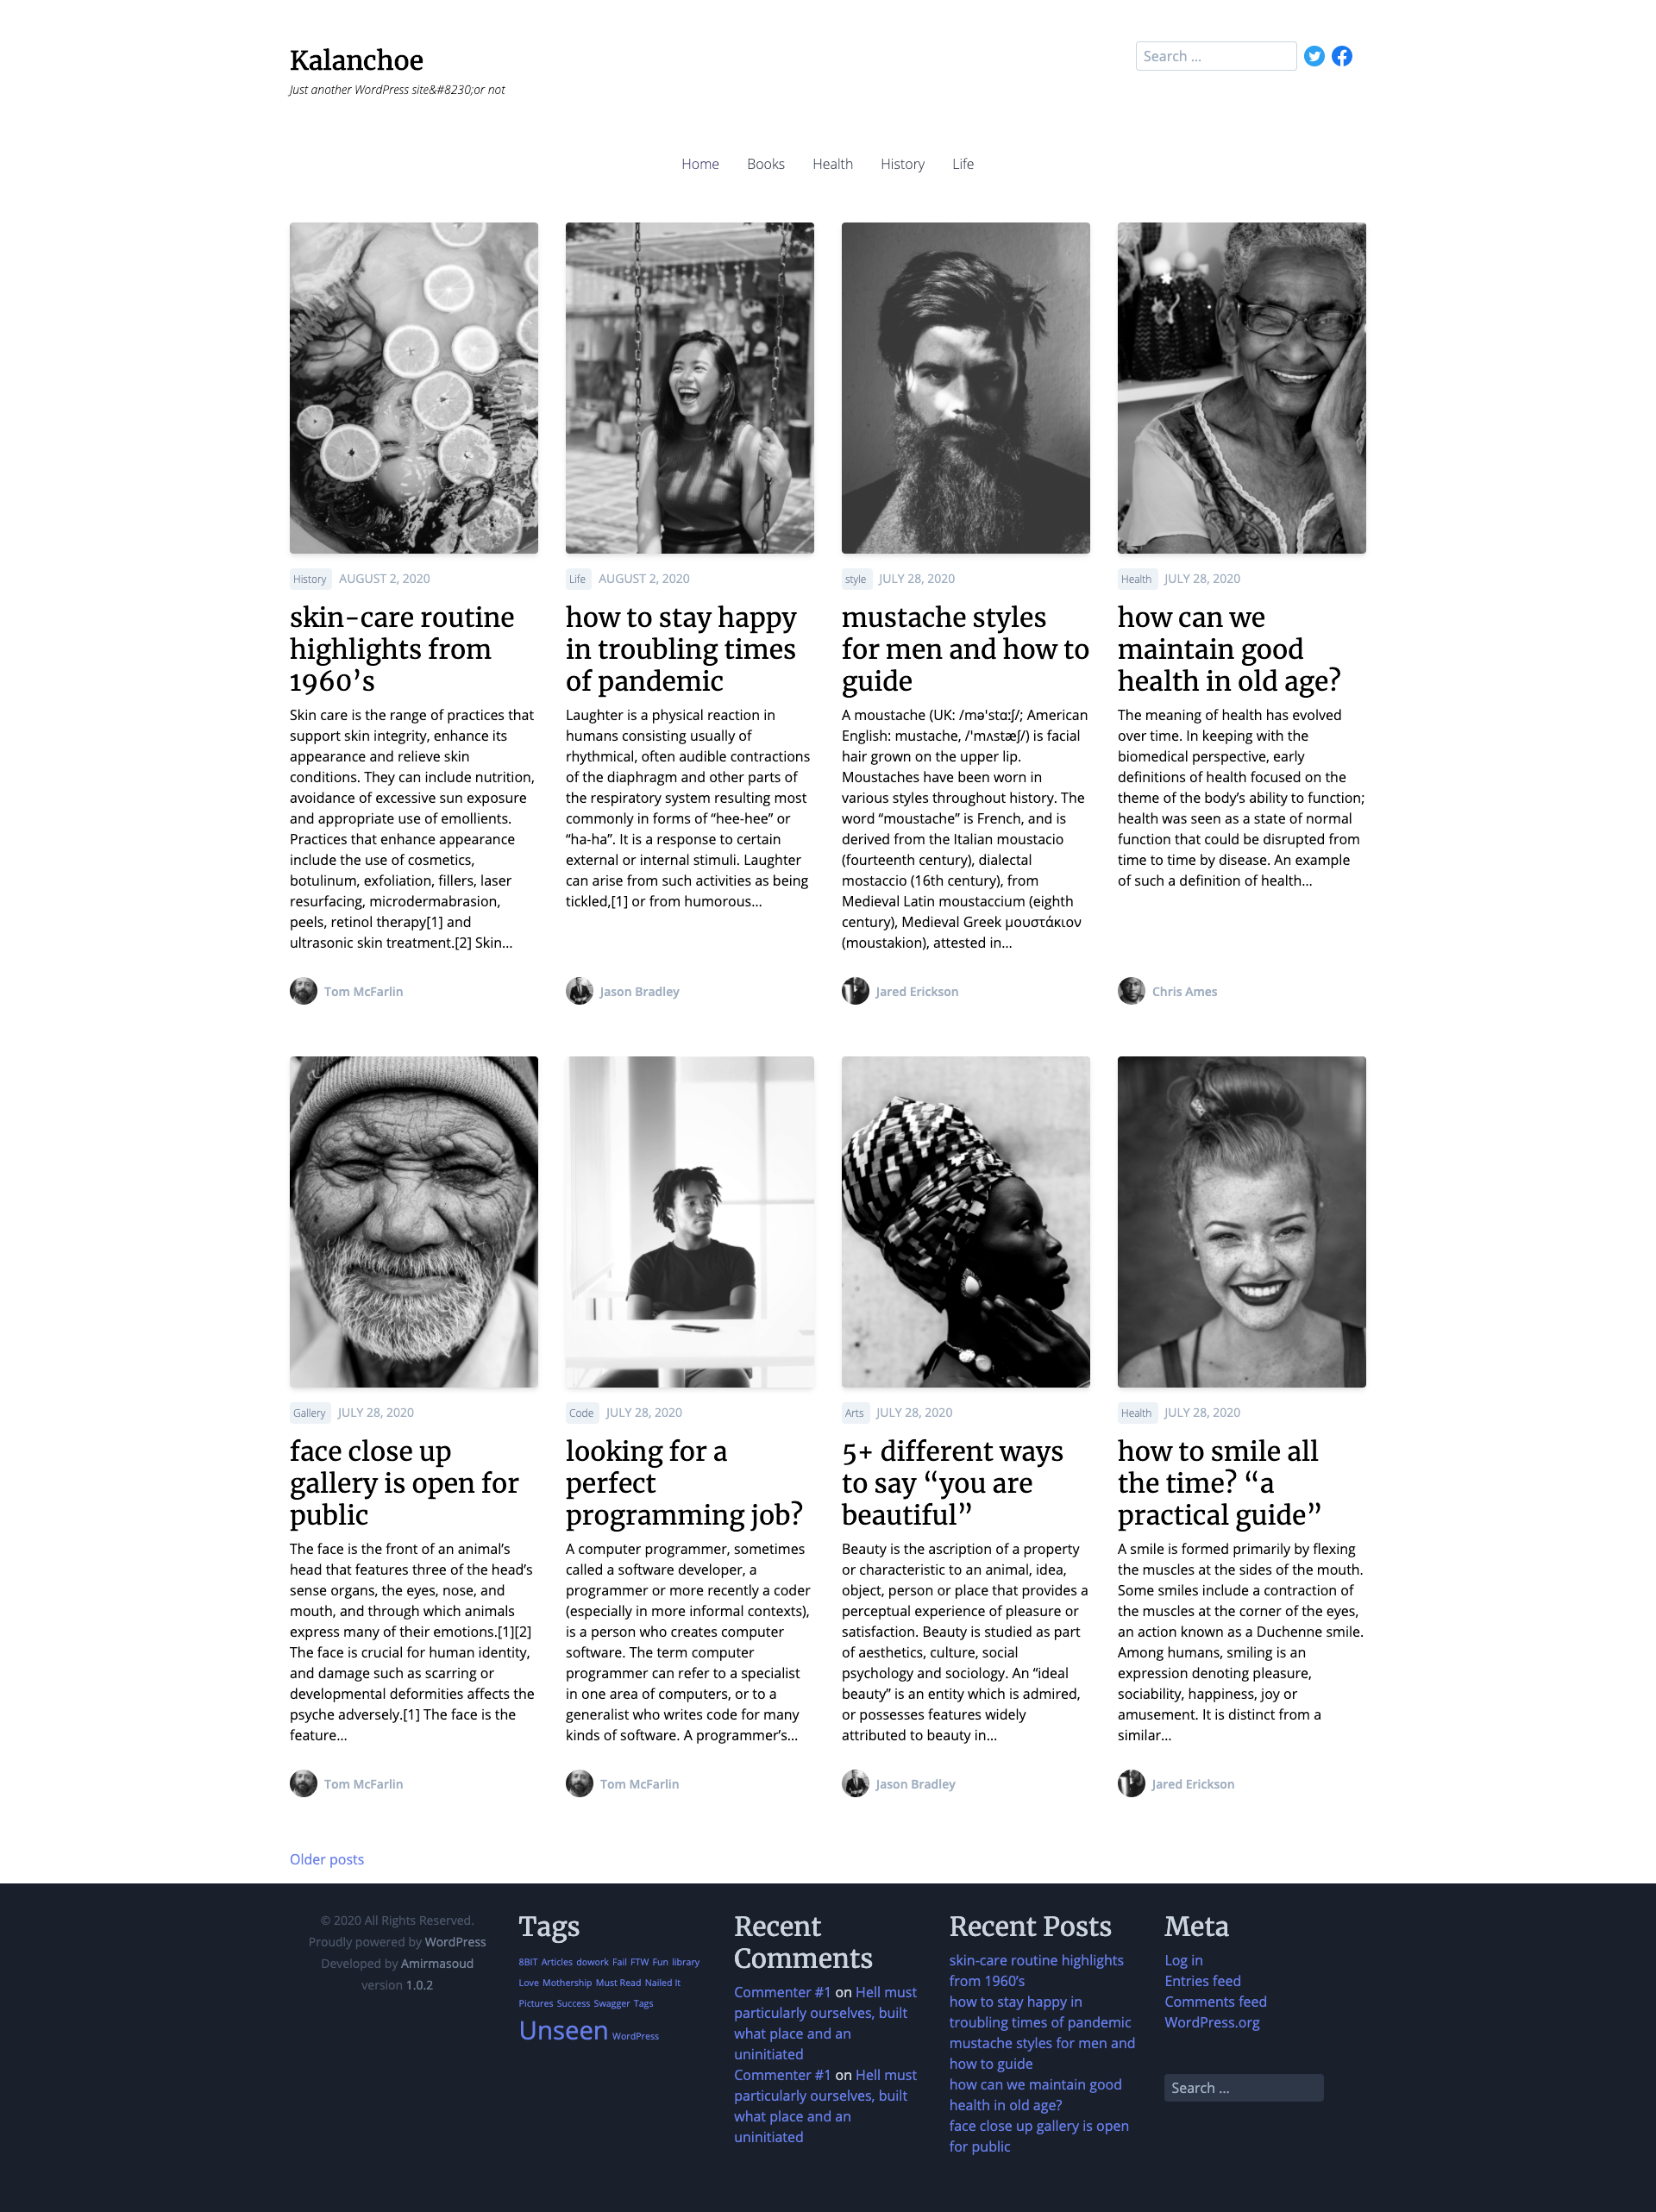 Kalanchoe
Search ...
Just another WordPress site&#8230;or not
Home Books Health History Life
History AUGUST 2, 2020
skin-care routine
highlights from
1960’s
Skin care is the range of practices that
support skin integrity, enhance its
appearance and relieve skin
conditions. They can include nutrition,
avoidance of excessive sun exposure
and appropriate use of emollients.
Practices that enhance appearance
include the use of cosmetics,
botulinum, exfoliation, fillers, laser
resurfacing, microdermabrasion,
peels, retinol therapy[1] and
ultrasonic skin treatment.[2] Skin...
Tom McFarlin
Life AUGUST 2, 2020
how to stay happy
in troubling times
of pandemic
Laughter is a physical reaction in
humans consisting usually of
rhythmical, often audible contractions
of the diaphragm and other parts of
the respiratory system resulting most
commonly in forms of “hee-hee” or
“ha-ha”. It is a response to certain
external or internal stimuli. Laughter
can arise from such activities as being
tickled,[1] or from humorous...
Jason Bradley
style JULY 28, 2020
mustache styles
for men and how to
guide
A moustache (UK: /məˈstɑːʃ/; American
English: mustache, /ˈmʌstæʃ/) is facial
hair grown on the upper lip.
Moustaches have been worn in
various styles throughout history. The
word “moustache” is French, and is
derived from the Italian moustacio
(fourteenth century), dialectal
mostaccio (16th century), from
Medieval Latin moustaccium (eighth
century), Medieval Greek μουστάκιον
(moustakion), attested in...
Jared Erickson
Health JULY 28, 2020
how can we
maintain good
health in old age?
The meaning of health has evolved
over time. In keeping with the
biomedical perspective, early
definitions of health focused on the
theme of the body’s ability to function;
health was seen as a state of normal
function that could be disrupted from
time to time by disease. An example
of such a definition of health...
Chris Ames
Gallery JULY 28, 2020
face close up
gallery is open for
public
The face is the front of an animal’s
head that features three of the head’s
sense organs, the eyes, nose, and
mouth, and through which animals
express many of their emotions.[1][2]
The face is crucial for human identity,
and damage such as scarring or
developmental deformities affects the
psyche adversely.[1] The face is the
feature...
Tom McFarlin
Code JULY 28, 2020
looking for a
perfect
programming job?
A computer programmer, sometimes
called a software developer, a
programmer or more recently a coder
(especially in more informal contexts),
is a person who creates computer
software. The term computer
programmer can refer to a specialist
in one area of computers, or to a
generalist who writes code for many
kinds of software. A programmer’s...
Tom McFarlin
Arts JULY 28, 2020
5+ different ways
to say “you are
beautiful”
Beauty is the ascription of a property
or characteristic to an animal, idea,
object, person or place that provides a
perceptual experience of pleasure or
satisfaction. Beauty is studied as part
of aesthetics, culture, social
psychology and sociology. An “ideal
beauty” is an entity which is admired,
or possesses features widely
attributed to beauty in...
Jason Bradley
Health JULY 28, 2020
how to smile all
the time? “a
practical guide”
A smile is formed primarily by flexing
the muscles at the sides of the mouth.
Some smiles include a contraction of
the muscles at the corner of the eyes,
an action known as a Duchenne smile.
Among humans, smiling is an
expression denoting pleasure,
sociability, happiness, joy or
amusement. It is distinct from a
similar...
Jared Erickson
Older posts
© 2020 All Rights Reserved.
Proudly powered by WordPress
Developed by Amirmasoud
version 1.0.2
Tags
8BIT Articles dowork Fail FTW Fun library
Love Mothership Must Read Nailed It
Pictures Success Swagger Tags
Unseen WordPress
Recent
Comments
Commenter #1 on Hell must
particularly ourselves, built
what place and an
uninitiated
Commenter #1 on Hell must
particularly ourselves, built
what place and an
uninitiated
Recent Posts
skin-care routine highlights
from 1960’s
how to stay happy in
troubling times of pandemic
mustache styles for men and
how to guide
how can we maintain good
health in old age?
face close up gallery is open
for public
Meta
Log in
Entries feed
Comments feed
WordPress.org
Search ...